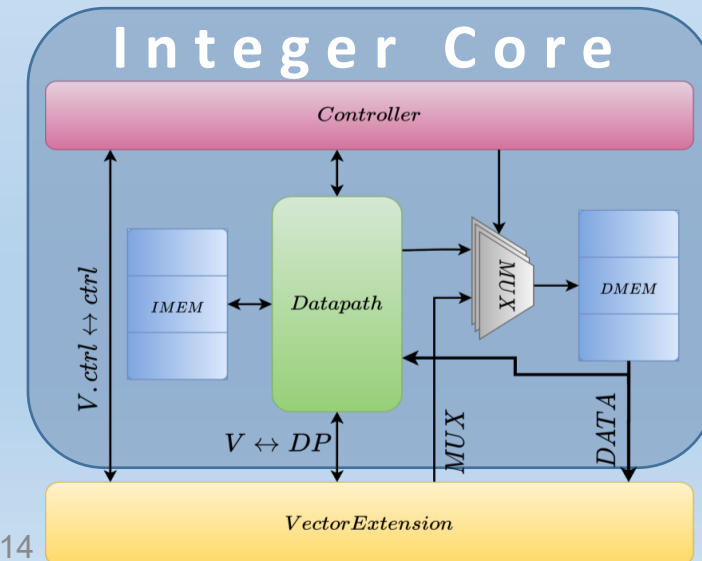 Integer Core
Controller
V.ctrl ↔ ctrl
IMEM
Datapath
MUX
DMEM
V ↔ DP
MUX
DATA
VectorExtension
14